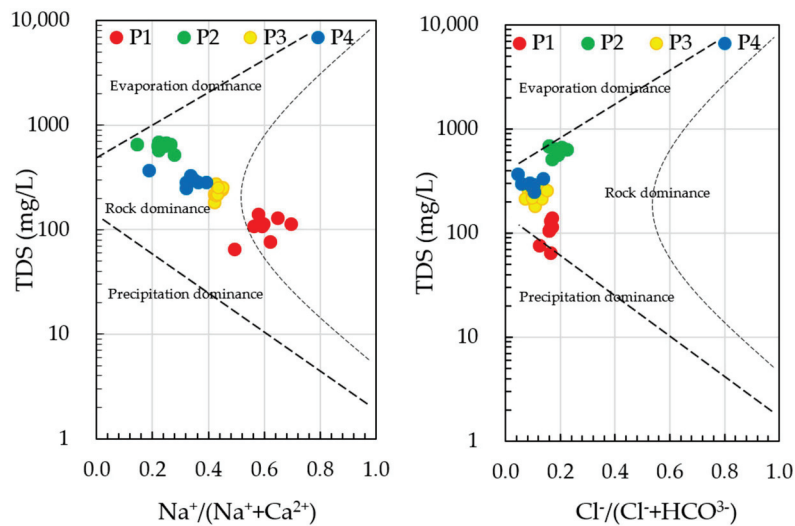 10,000
1000
100
10
1
TDS (mg/L)
P1 P2 P3 P4
Evaporation dominance
Rock dominance
Precipitation dominance
0.0 0.2 0.4 0.6 0.8 1.0
Na⁺/(Na⁺+Ca²⁺)
10,000
1000
100
10
1
TDS (mg/L)
P1 P2 P3 P4
Evaporation dominance
Rock dominance
Precipitation dominance
0.0 0.2 0.4 0.6 0.8 1.0
Cl⁻/(Cl⁻+HCO³⁻)